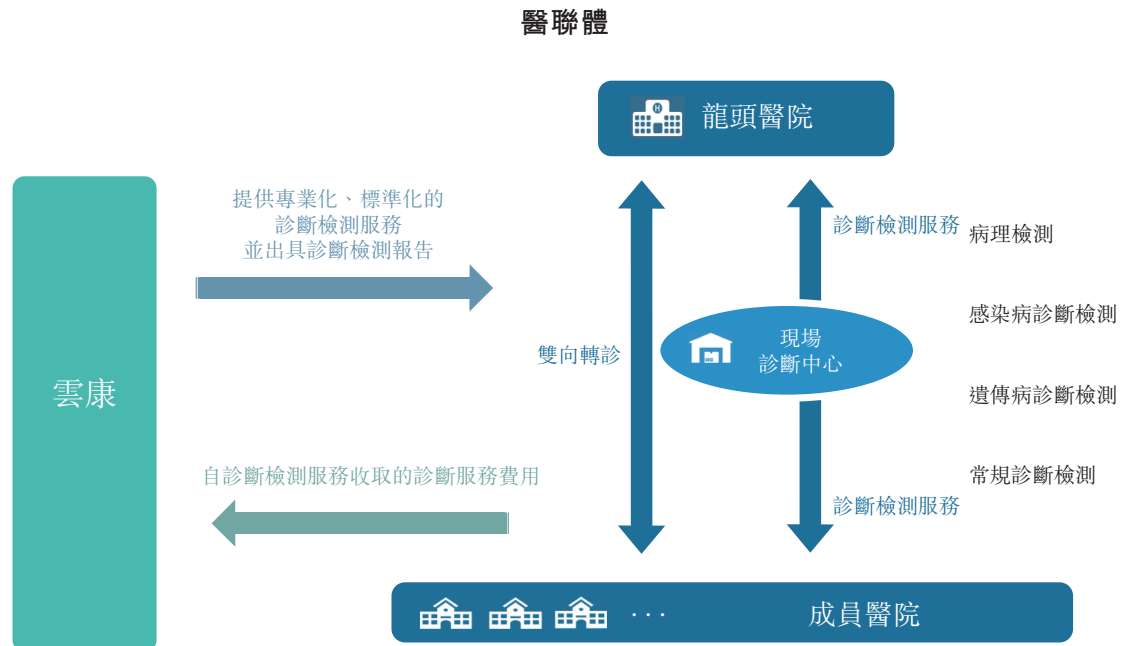 醫聯體
龍頭醫院
提供專業化、標準化的
診斷檢測服務
並出具診斷檢測報告
診斷檢測服務
病理檢測
感染病診斷檢測
現場
診斷中心
雙向轉診
雲康
遺傳病診斷檢測
自診斷檢測服務收取的診斷服務費用
常規診斷檢測
診斷檢測服務
··· 成員醫院